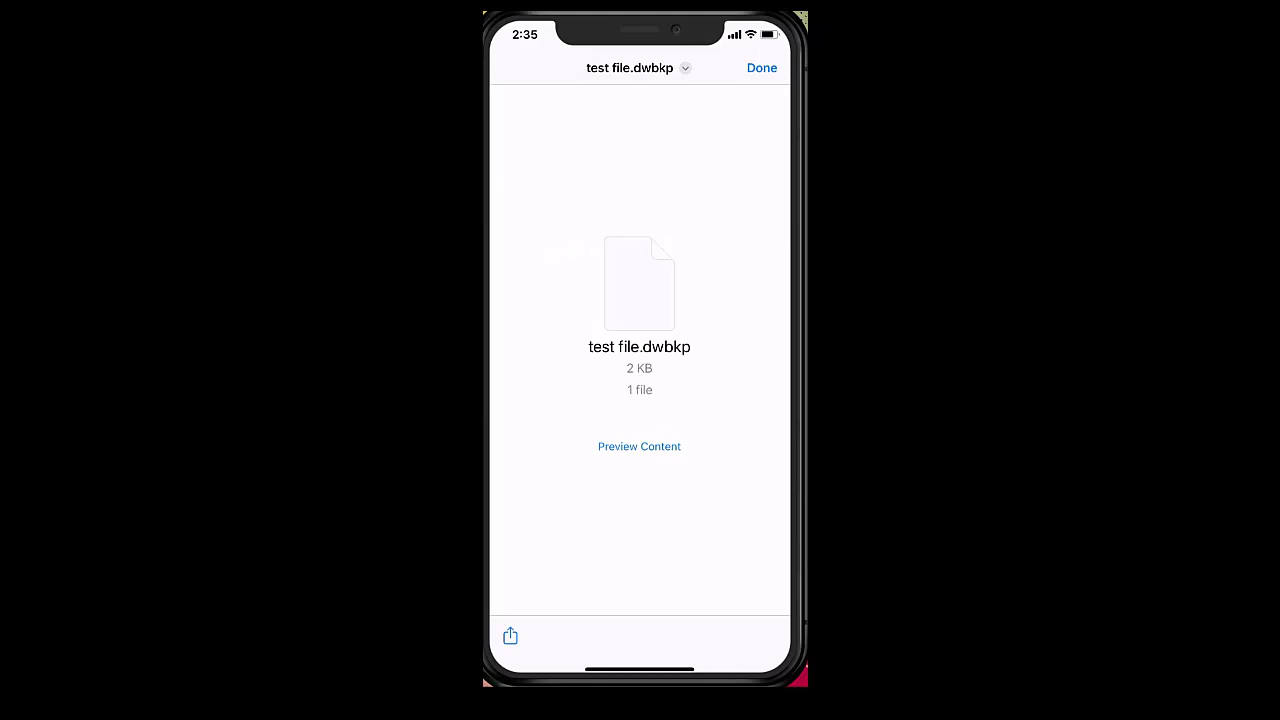 2:35
test file.dwbkp
Done
test file.dwbkp
2 KB
1 file
Preview Content